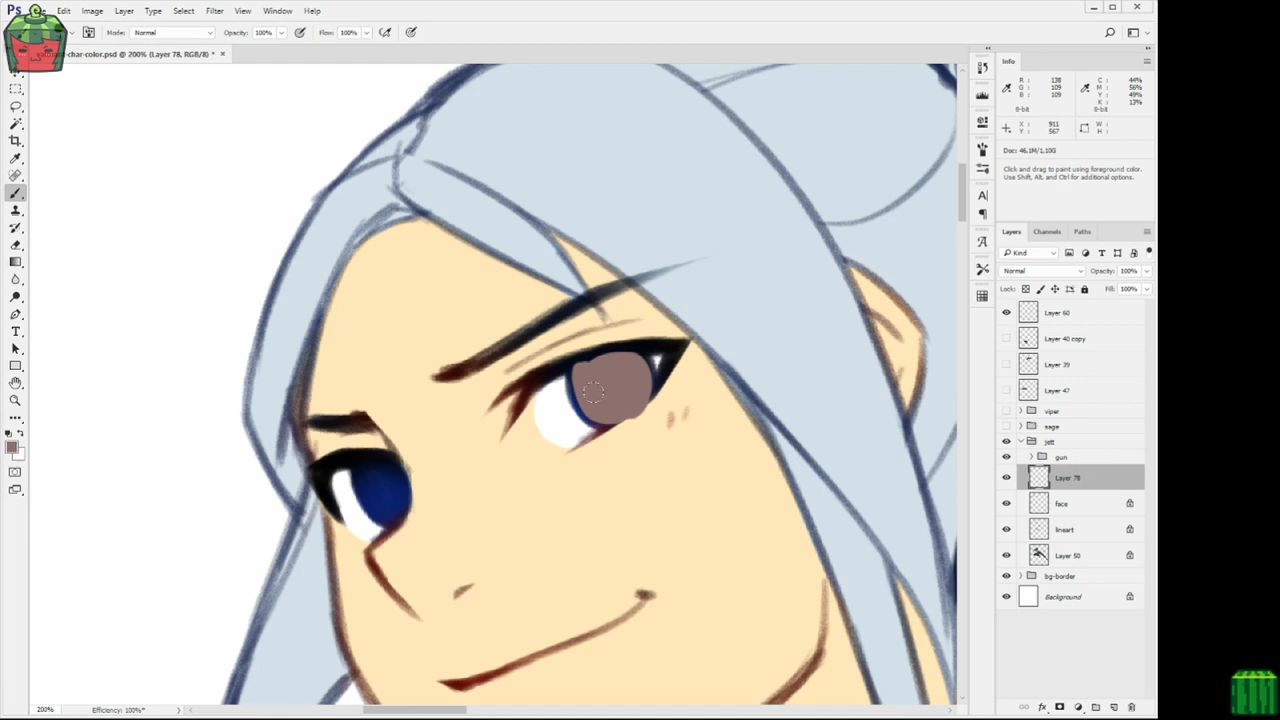 Ps Edit Image Layer Type Select Filter 3D View Window Help
Mode: Normal Opacity: 100% Flow: 100%
-char-color.psd @ 200% (Layer 78, RGB/8) * ×
Info
R : 138 C : 44%
G : 109 M : 56%
B : 109 Y : 49%
K : 13%
8-bit 8-bit
X : 911 W :
Y : 567 H :
Doc: 46.1M/1.10G
Click and drag to paint using foreground color.
Use Shift, Alt, and Ctrl for additional options.
Layers Channels Paths
Kind
Normal Opacity: 100%
Lock: Fill: 100%
Layer 60
Layer 40 copy
Layer 39
Layer 47
viper
sage
jett
gun
Layer 78
face
lineart
Layer 50
bg-border
Background
200% Efficiency: 100%*